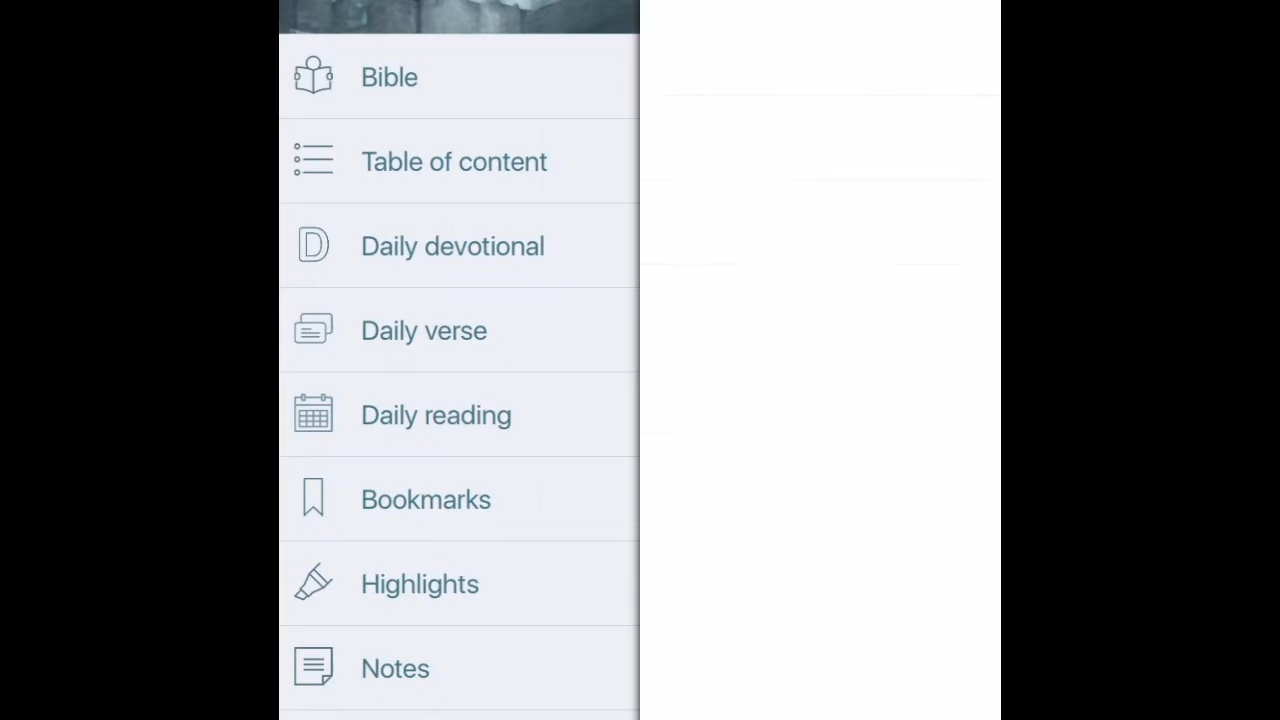 Bible
Table of content
Daily devotional
Daily verse
Daily reading
Bookmarks
Highlights
Notes